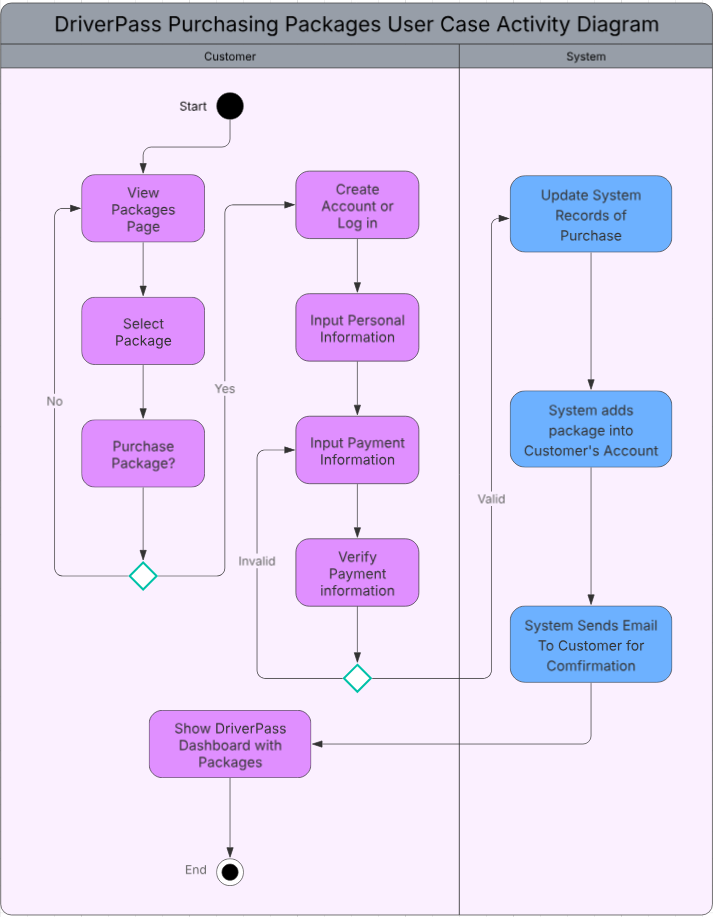 DriverPass Purchasing Packages User Case Activity Diagram
Customer
System
Start
View
Packages
Page
Select
Package
No
Purchase
Package?
Yes
Create
Account or
Log in
Input Personal
Information
Input Payment
Information
Invalid
Verify
Payment
information
Valid
Update System
Records of
Purchase
System adds
package into
Customer's Account
System Sends Email
To Customer for
Comfirmation
Show DriverPass
Dashboard with
Packages
End